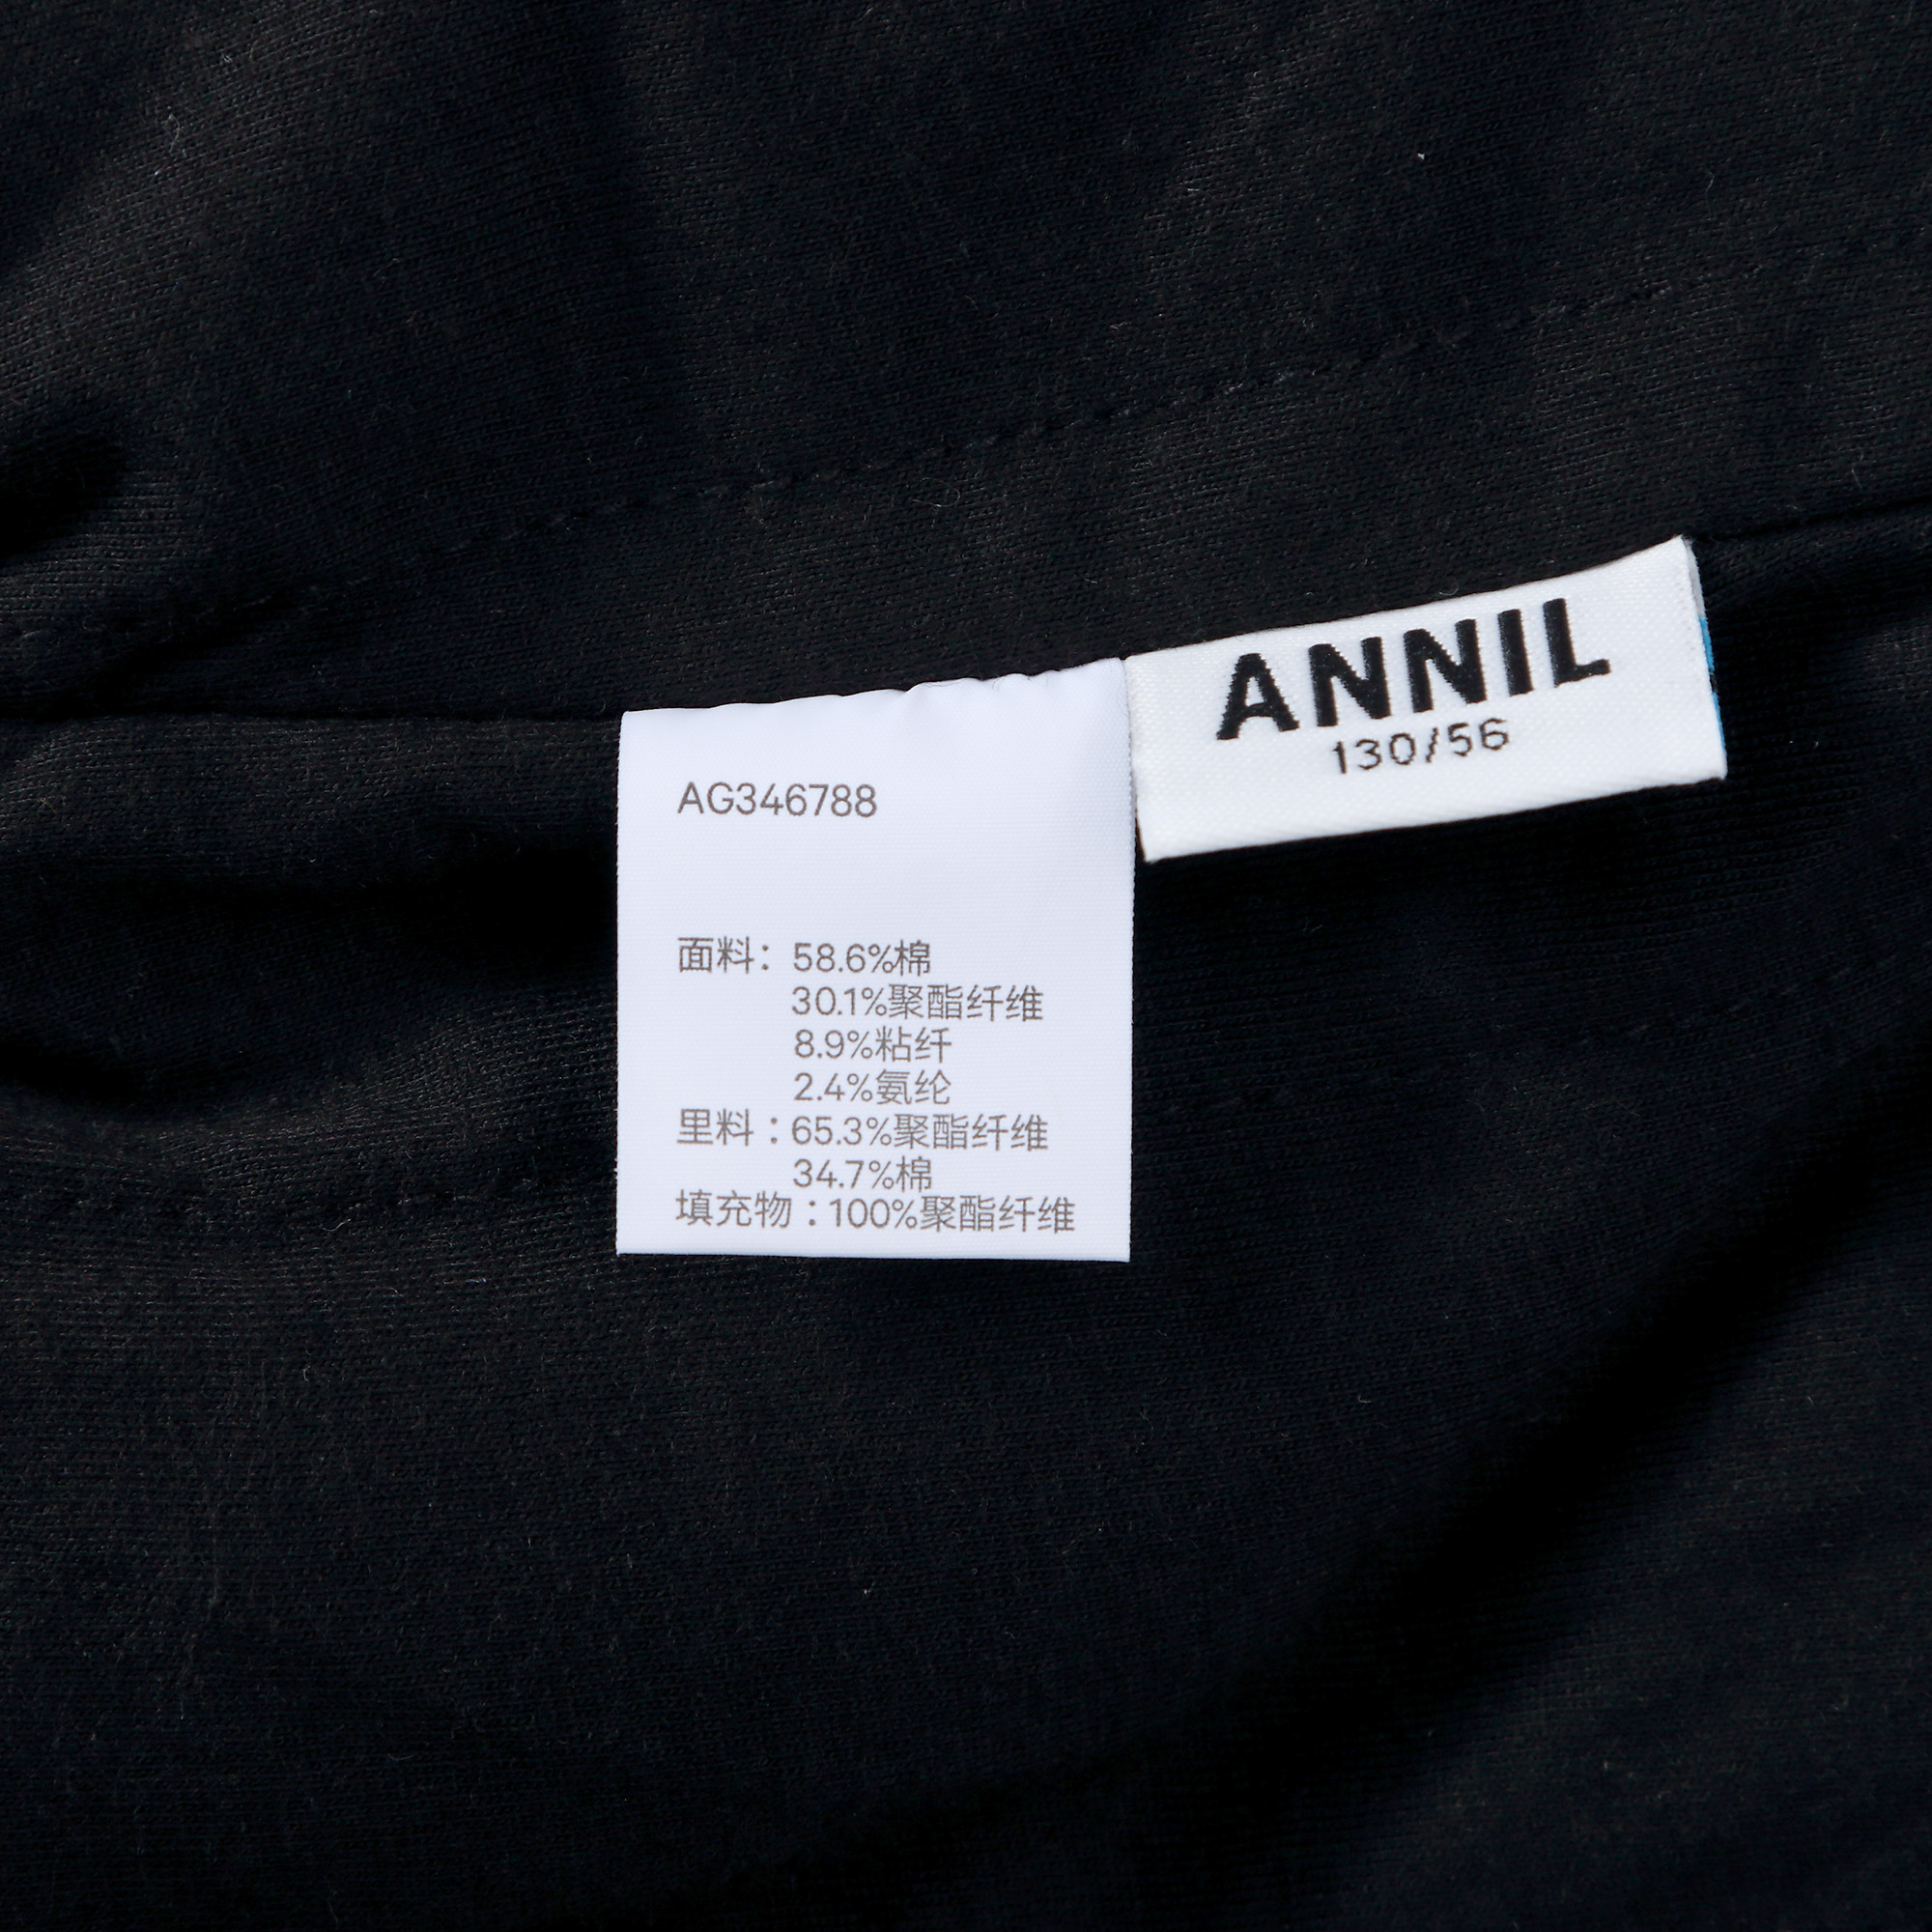 ANNIL
130/56
AG346788
面料：58.6%棉
30.1%聚酯纤维
8.9%粘纤
2.4%氨纶
里料：65.3%聚酯纤维
34.7%棉
填充物：100%聚酯纤维